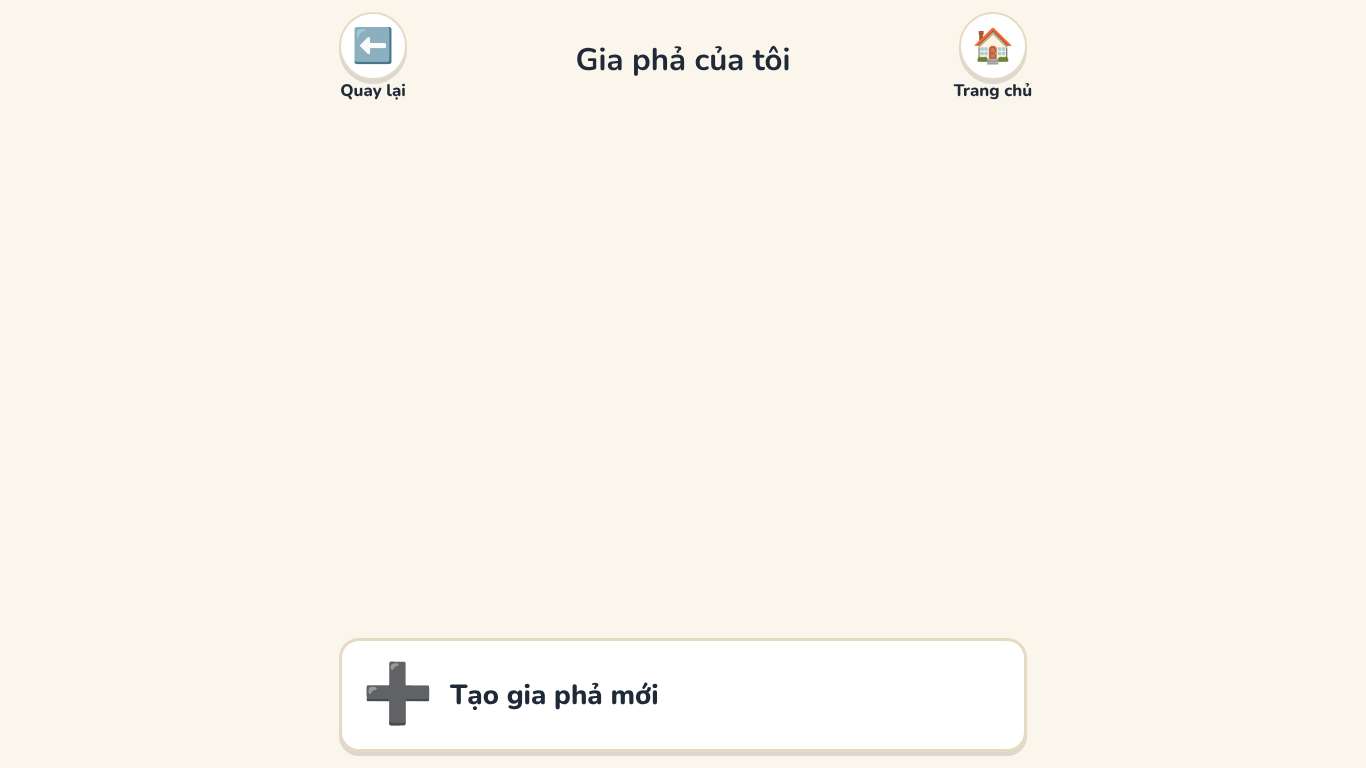 Gia phả của tôi
Quay lại
Trang chủ
Tạo gia phả mới